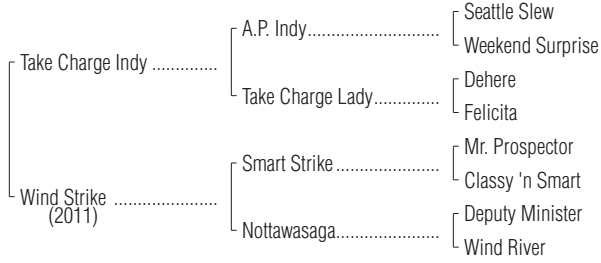 Seattle Slew
A.P. Indy..............................
Weekend Surprise
Take Charge Indy ...............
Dehere
Take Charge Lady...............
Felicita
Mr. Prospector
Smart Strike ........................
Classy 'n Smart
Wind Strike ........................
(2011)
Deputy Minister
Nottawasaga........................
Wind River